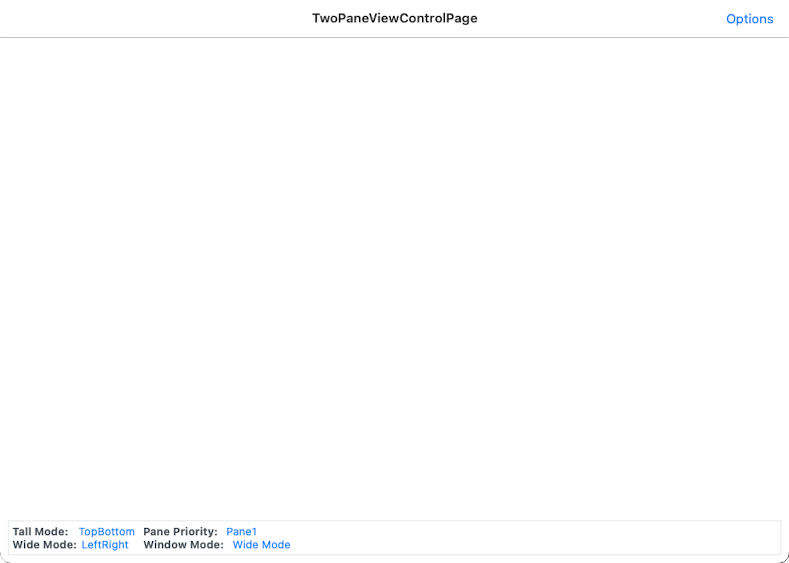 TwoPaneViewControlPage
Options
Tall Mode: TopBottom Pane Priority: Pane1
Wide Mode: LeftRight Window Mode: Wide Mode